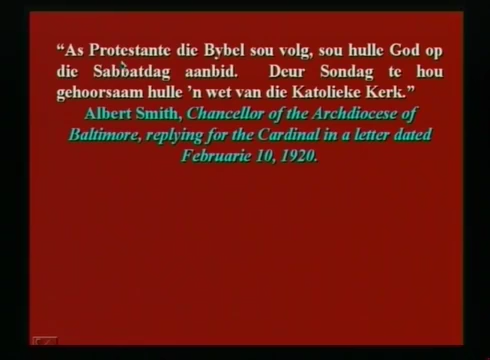 “As Protestante die Bybel sou volg, sou hulle God op
die Sabbatdag aanbid. Deur Sondag te hou
gehoorsaam hulle ’n wet van die Katolieke Kerk.”
Albert Smith, Chancellor of the Archdiocese of
Baltimore, replying for the Cardinal in a letter dated
Februarie 10, 1920.